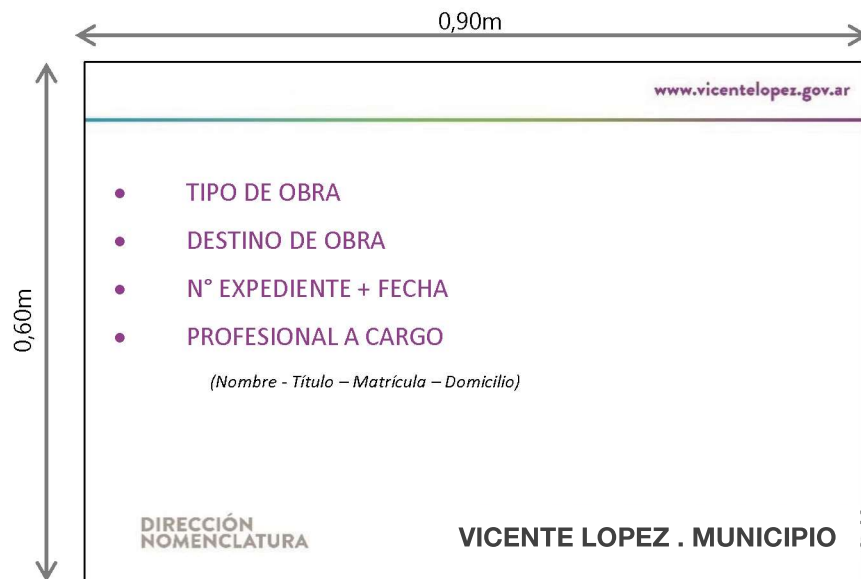 0,90m
www.vicentelopez.gov.ar
• TIPO DE OBRA
• DESTINO DE OBRA
• N° EXPEDIENTE + FECHA
• PROFESIONAL A CARGO
(Nombre - Título – Matrícula – Domicilio)
0,60m
DIRECCIÓN
NOMENCLATURA
VICENTE LOPEZ . MUNICIPIO